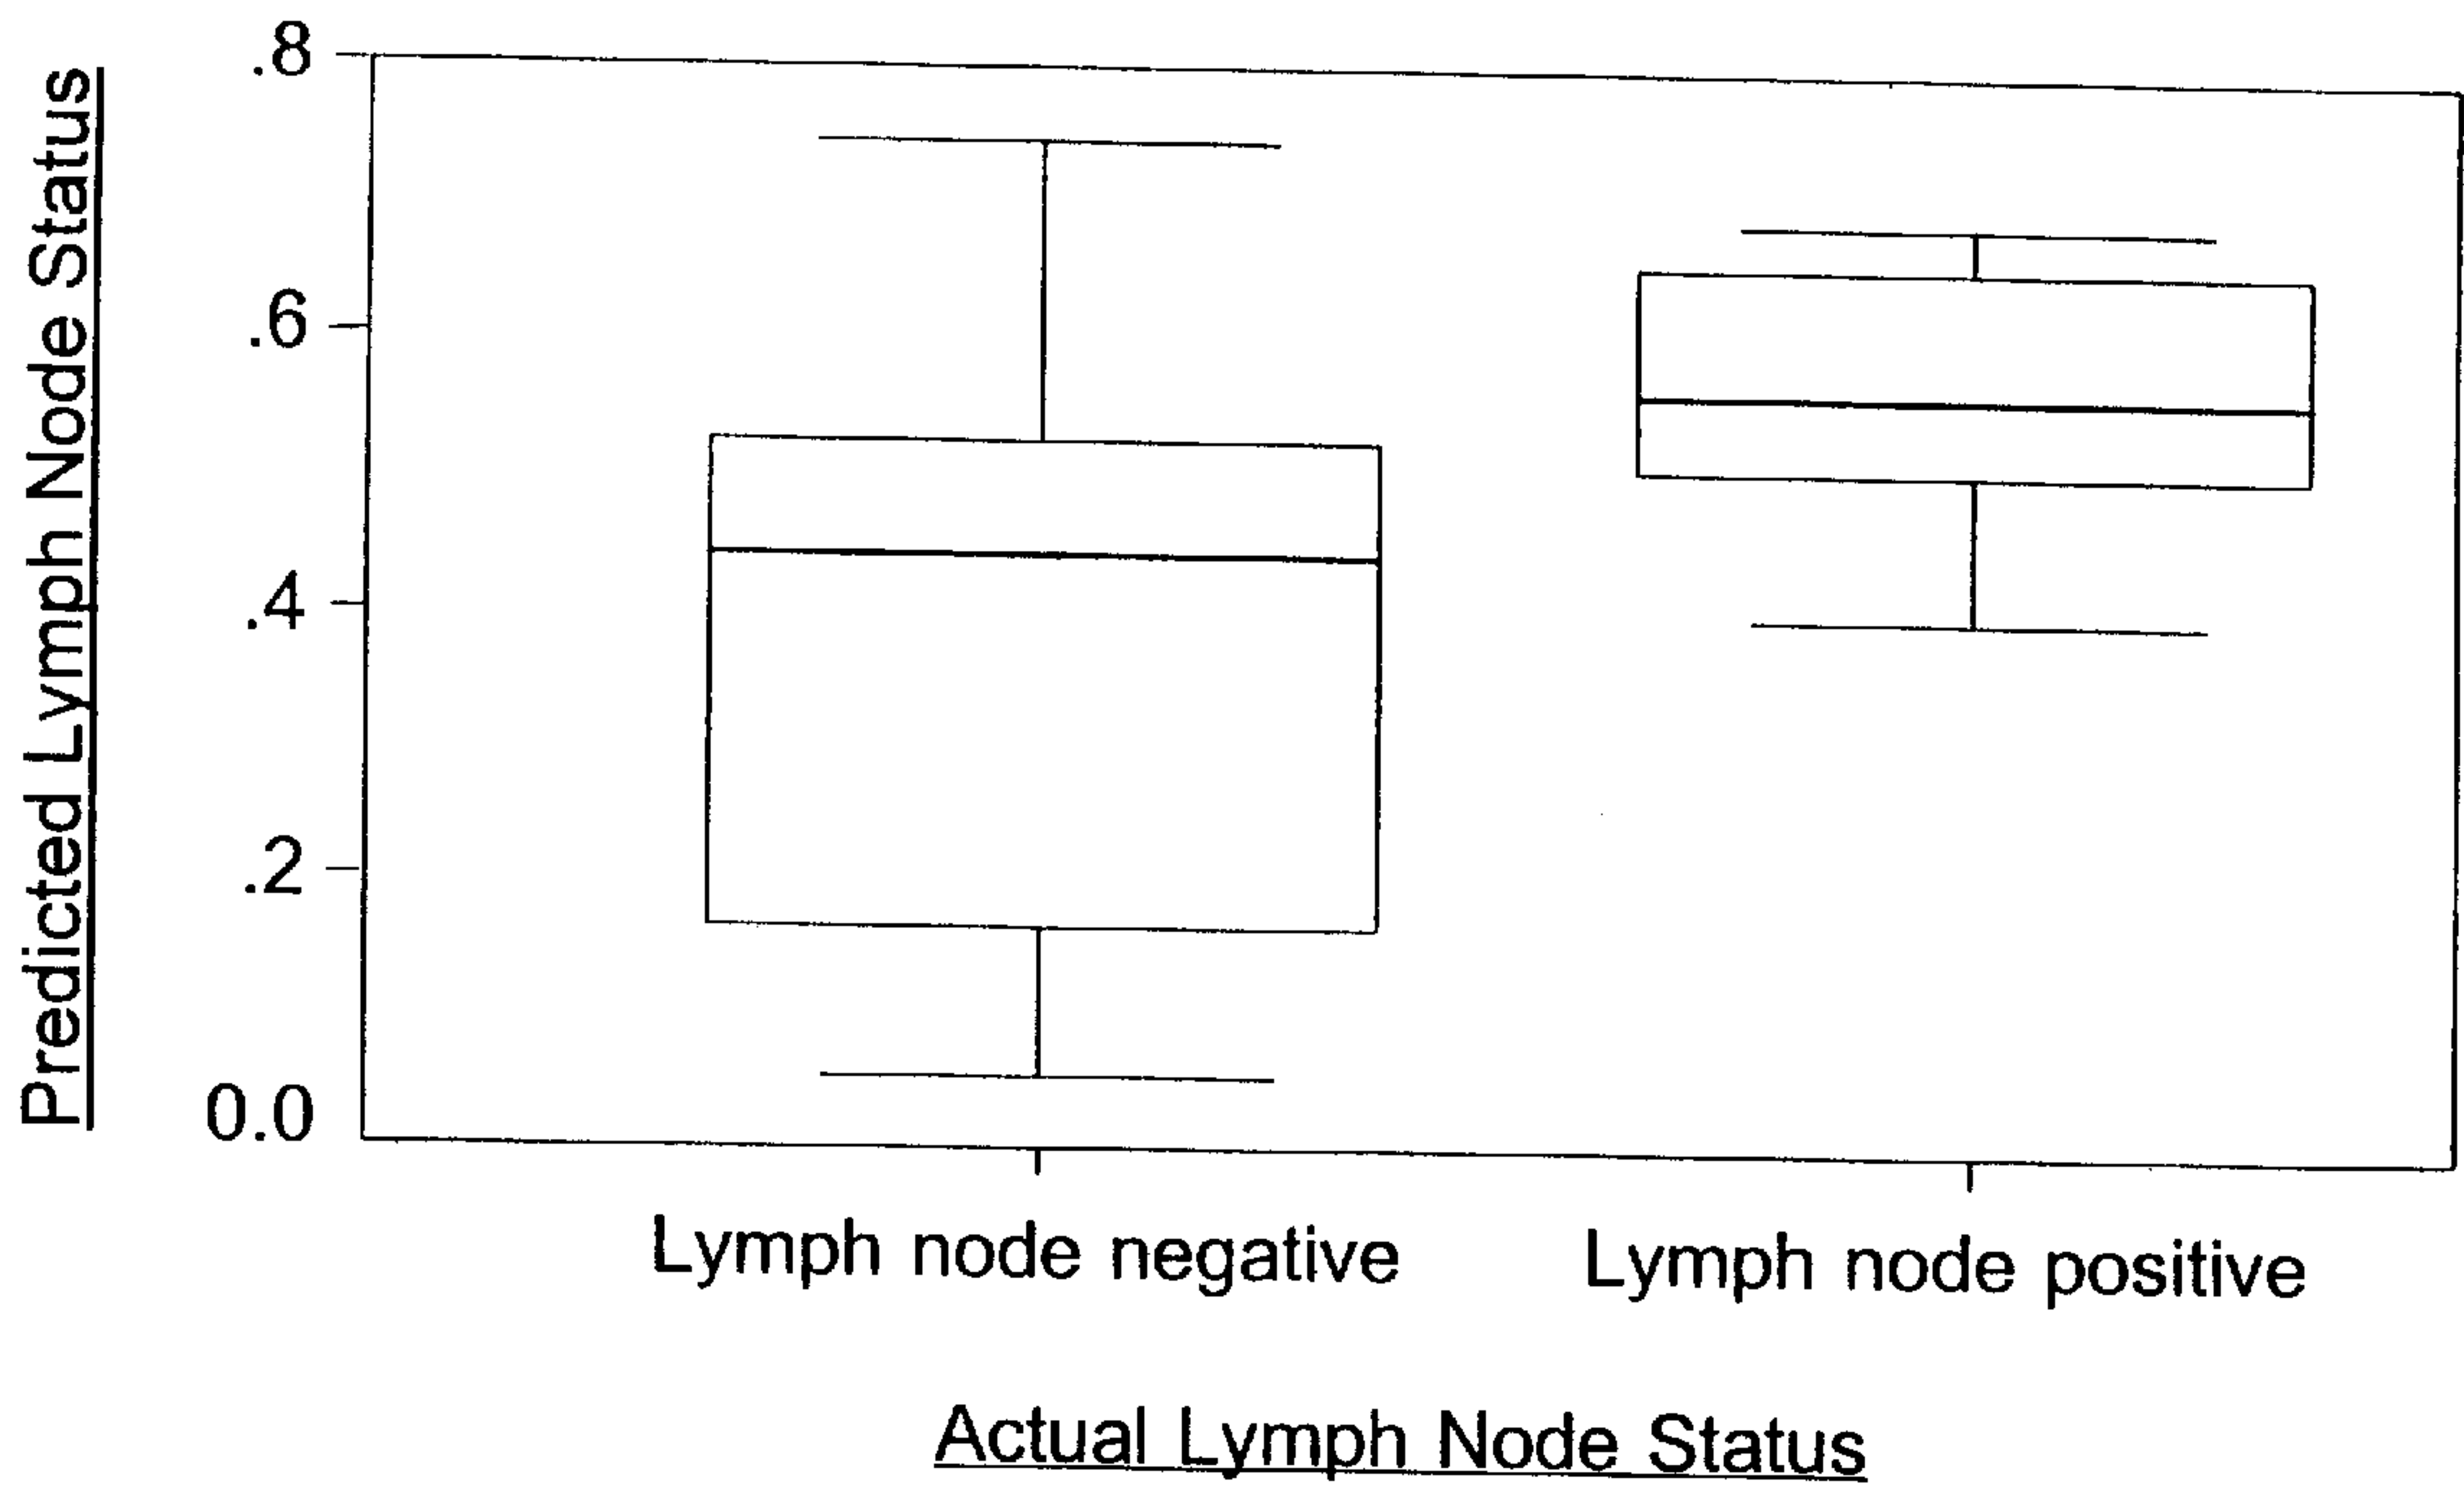 Predicted Lymph Node Status
.8
.6
.4
.2
0.0
Lymph node negative
Lymph node positive
Actual Lymph Node Status